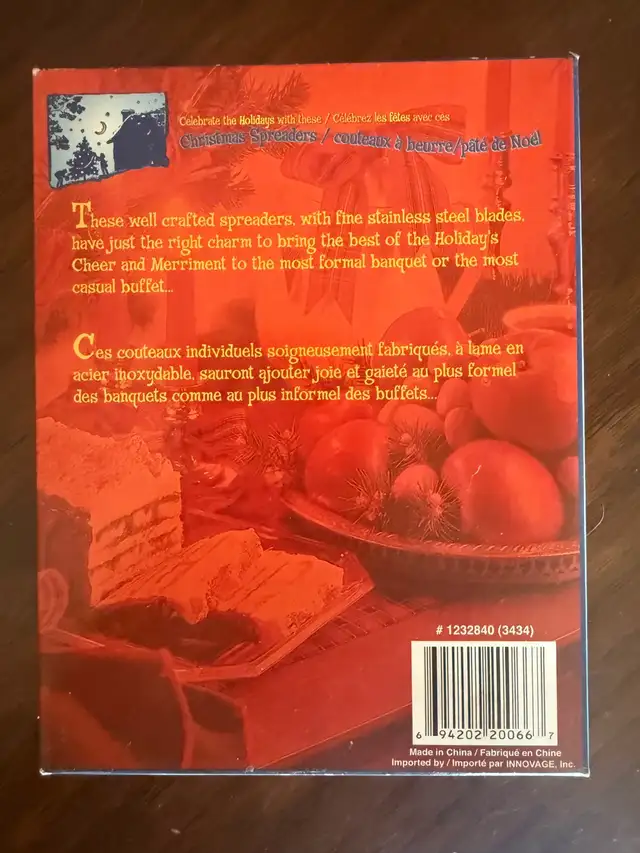 Celebrate the Holidays with these / Célébrez les fêtes avec ces
Christmas Spreaders / couteaux à beurre/pâté de Noël
These well crafted spreaders, with fine stainless steel blades,
have just the right charm to bring the best of the Holiday's
Cheer and Merriment to the most formal banquet or the most
casual buffet...
Ces couteaux individuels soigneusement fabriqués, à lame en
acier inoxydable, sauront ajouter joie et gaieté au plus formel
des banquets comme au plus informel des buffets...
# 1232840 (3434)
6 94202 20066 7
Made in China / Fabriqué en Chine
Imported by / Importé par INNOVAGE, Inc.